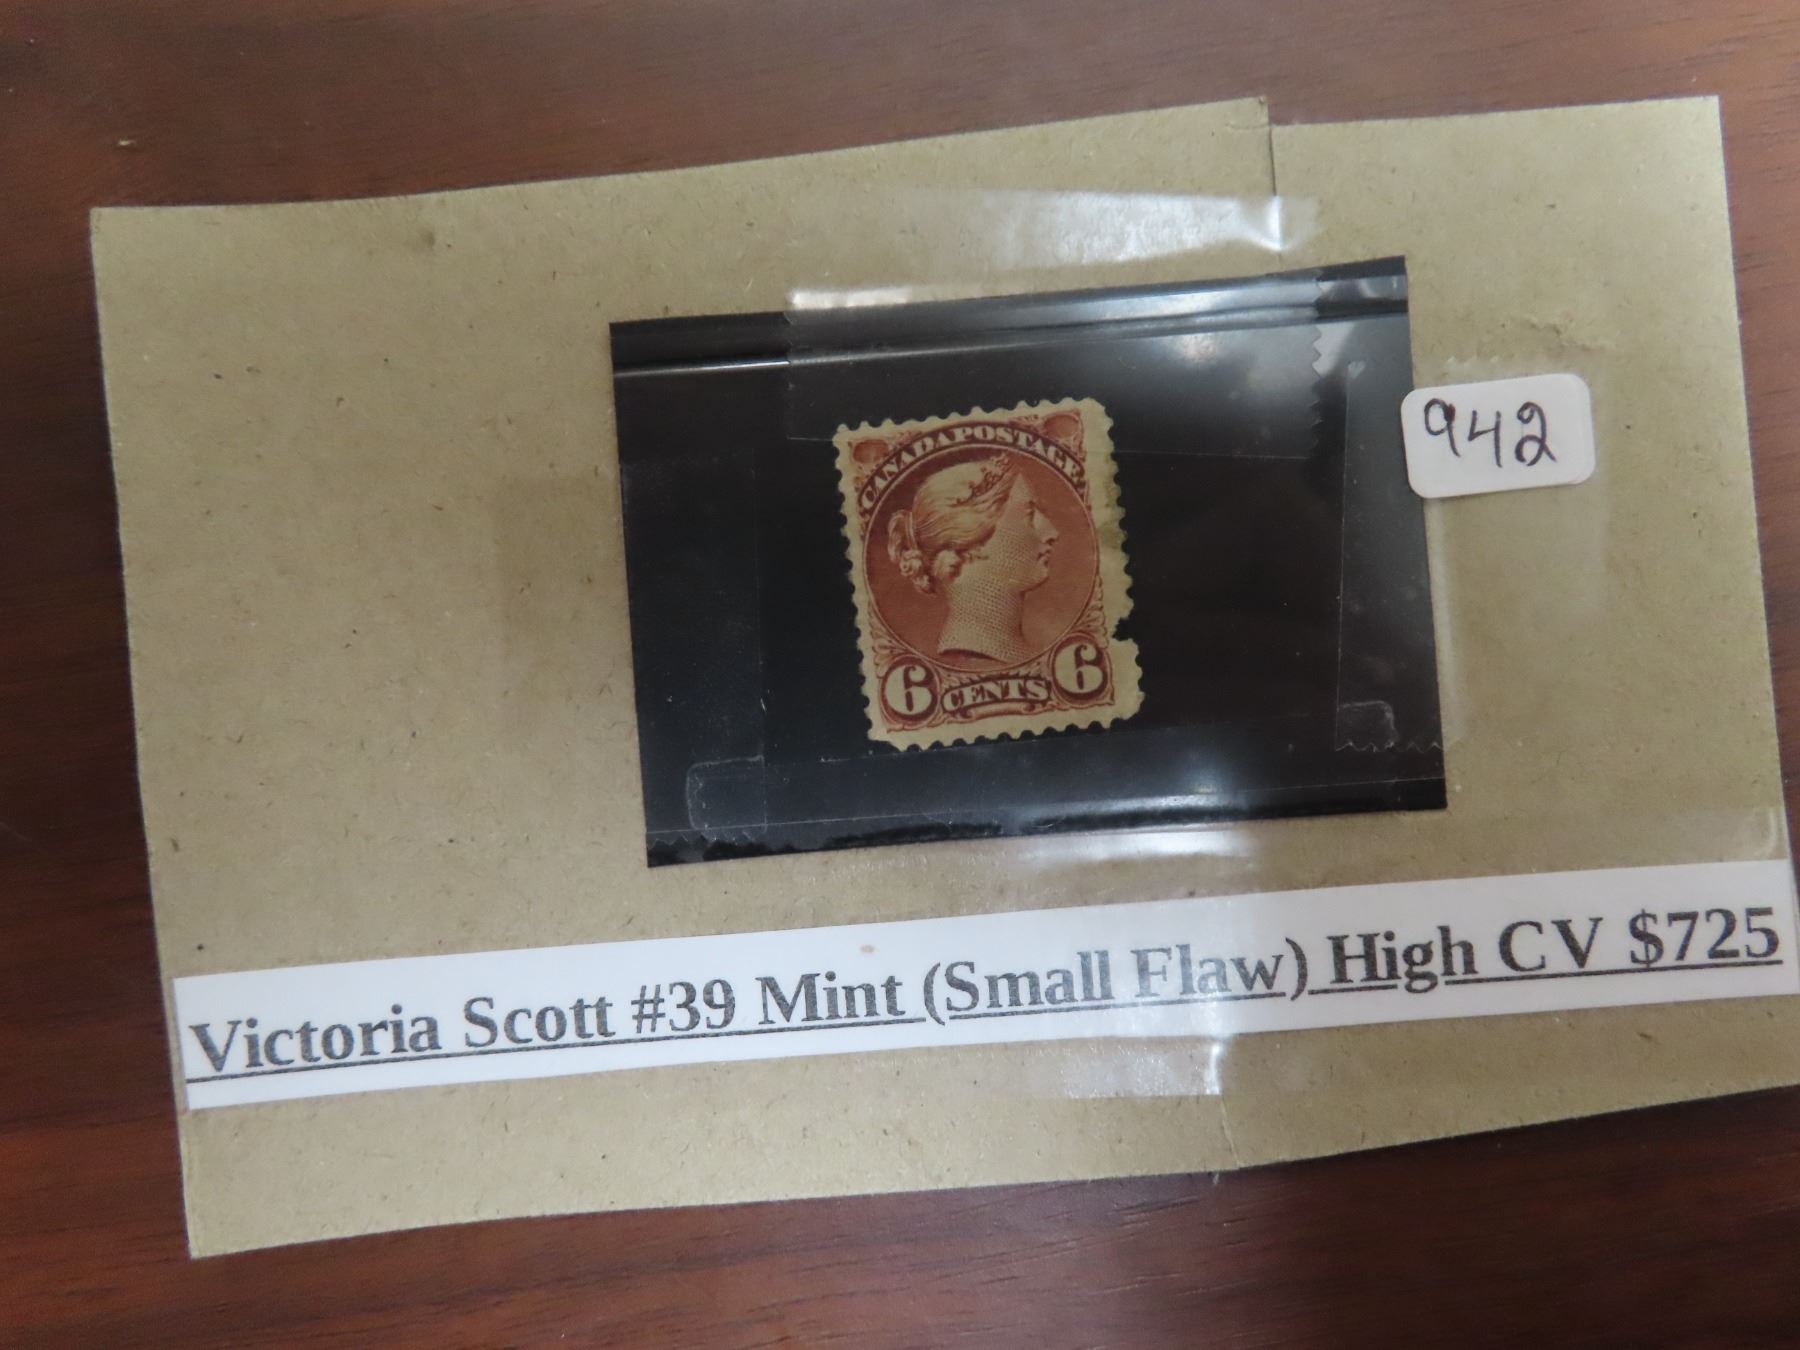 942
CANADA POSTAGE
6 CENTS 6
Victoria Scott #39 Mint (Small Flaw) High CV $725